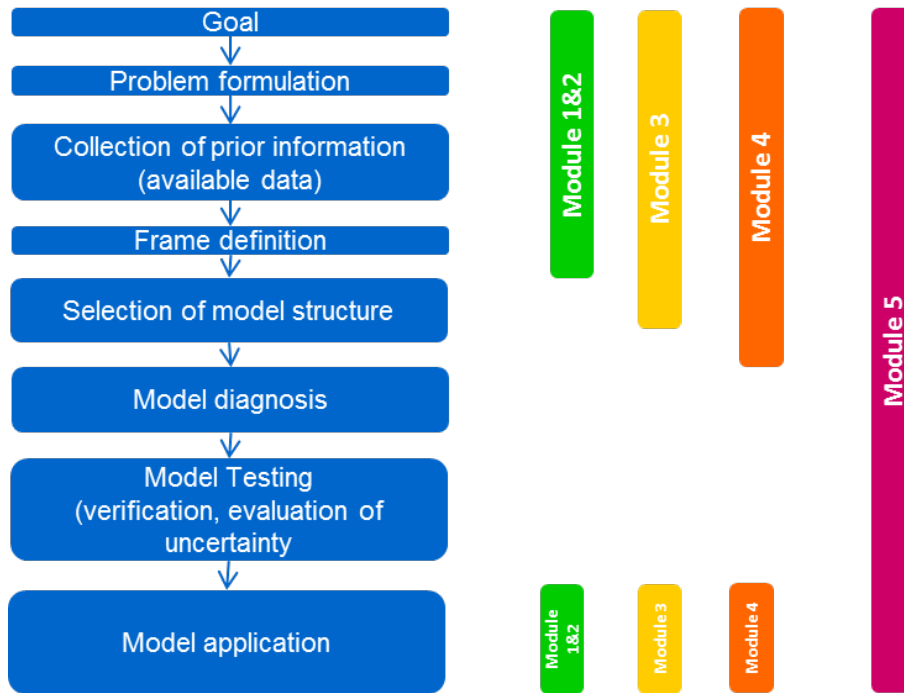 Goal
Problem formulation
Collection of prior information
(available data)
Frame definition
Selection of model structure
Model diagnosis
Model Testing
(verification, evaluation of
uncertainty
Model application
Module 1&2
Module 3
Module 4
Module 5
Module
1&2
Module 3
Module 4